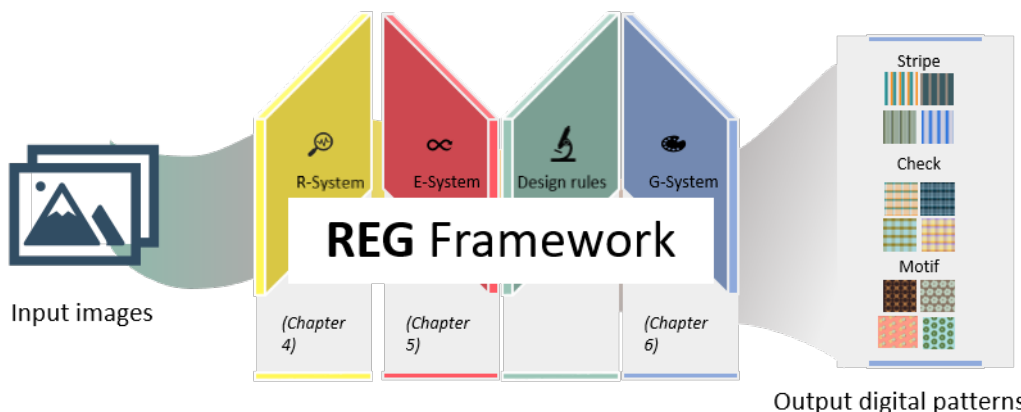 Input images
R-System
E-System
Design rules
G-System
REG Framework
(Chapter
4)
(Chapter
5)
(Chapter
6)
Stripe
Check
Motif
Output digital patterns